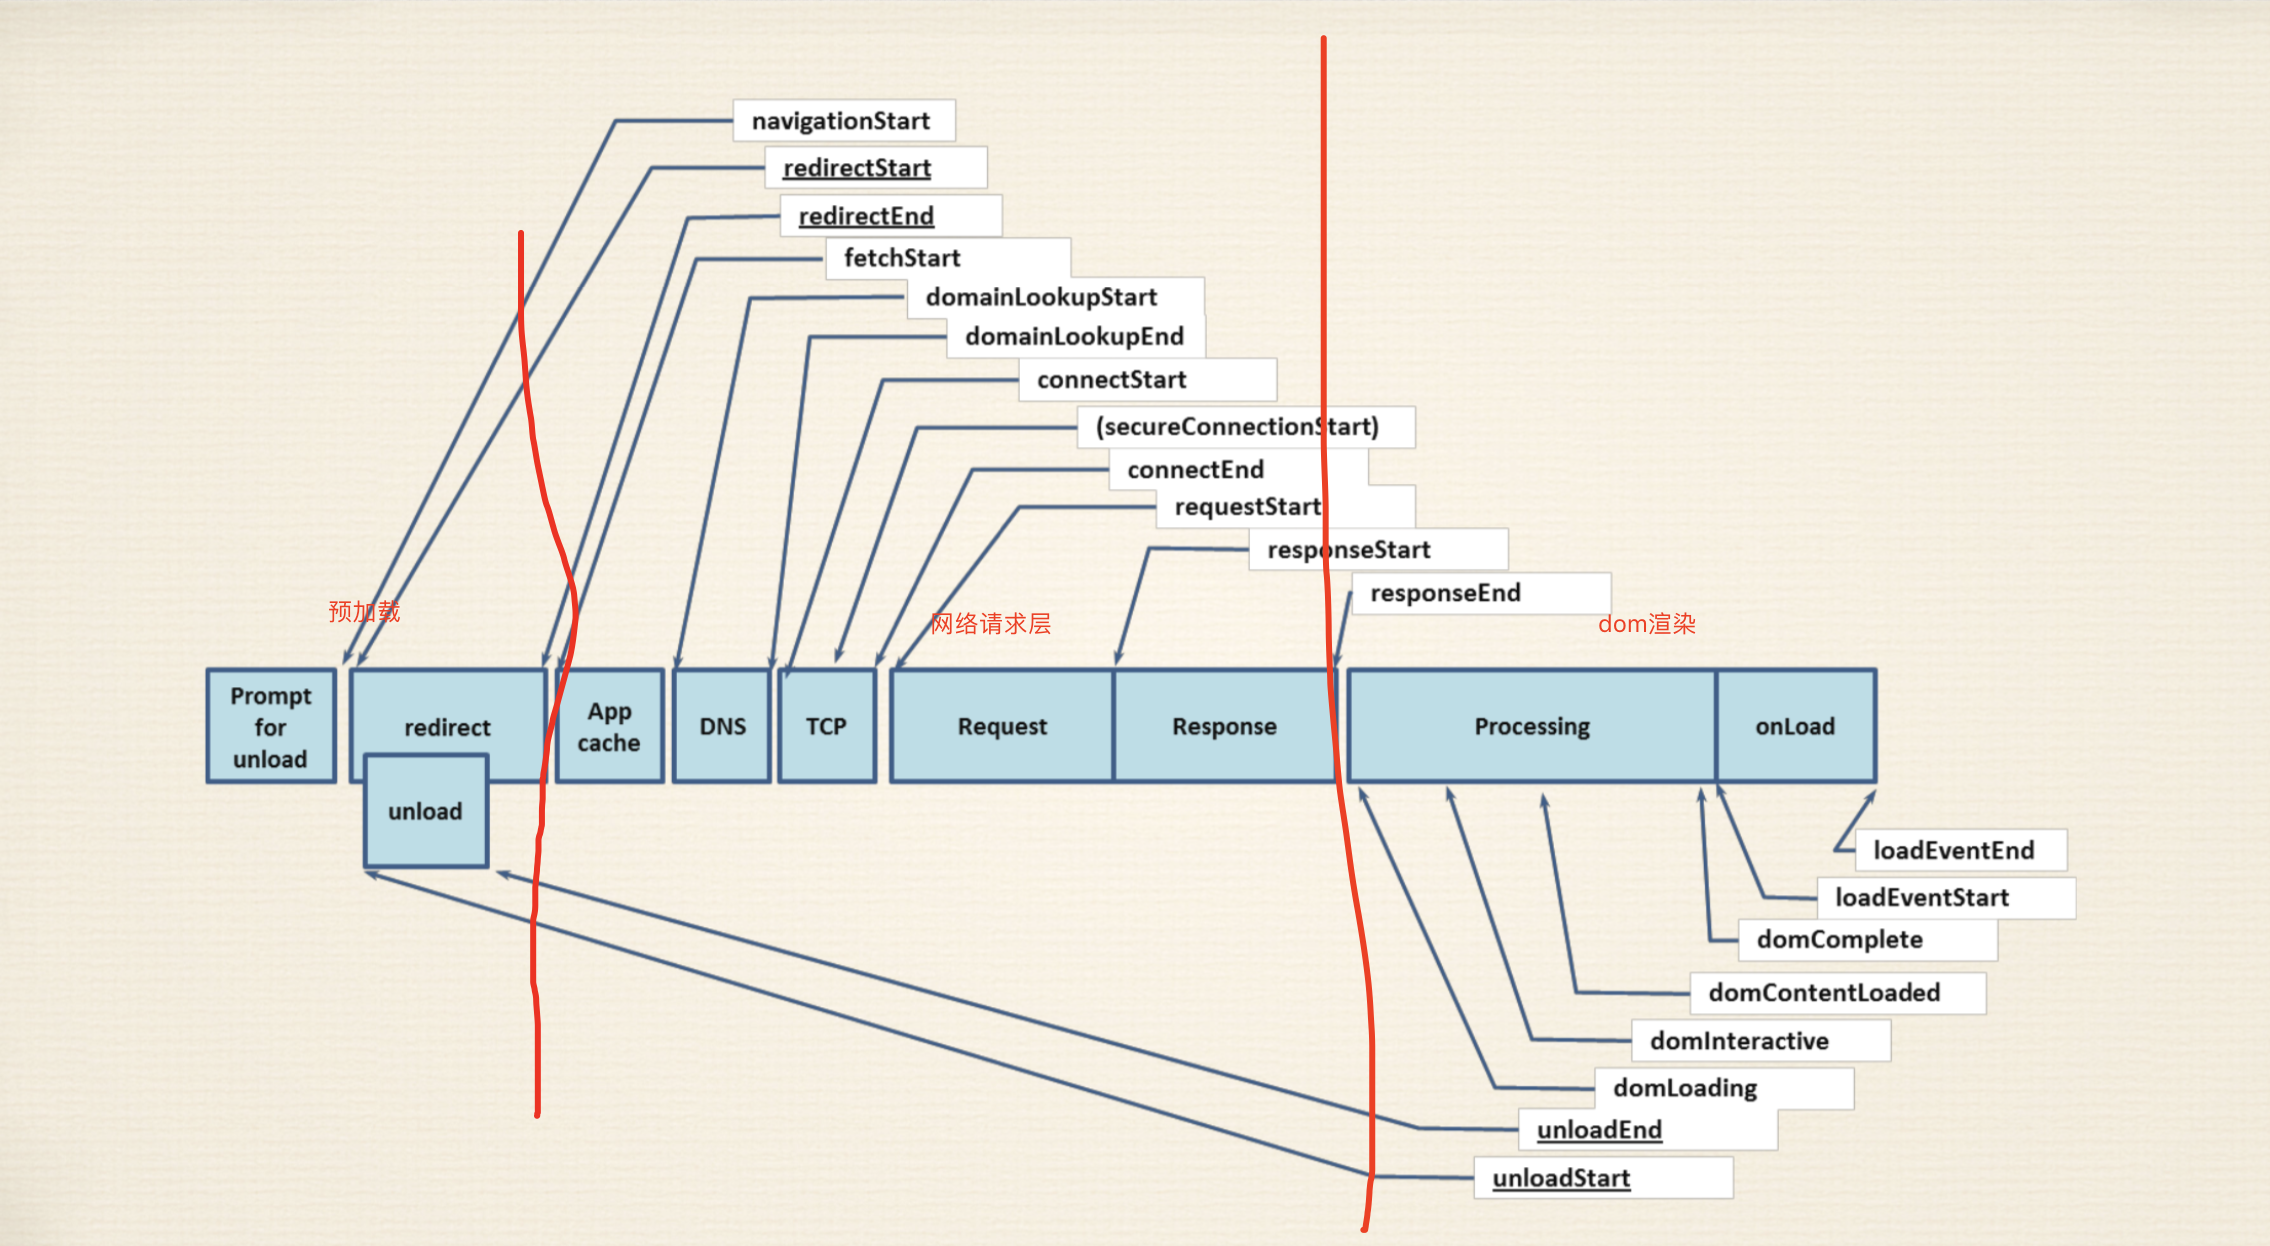 navigationStart
redirectStart
redirectEnd
fetchStart
domainLookupStart
domainLookupEnd
connectStart
(secureConnectionStart)
connectEnd
requestStart
responseStart
responseEnd
预加载
网络请求层
dom渲染
Prompt
for
unload
redirect
unload
App
cache
DNS
TCP
Request
Response
Processing
onLoad
loadEventEnd
loadEventStart
domComplete
domContentLoaded
domInteractive
domLoading
unloadEnd
unloadStart